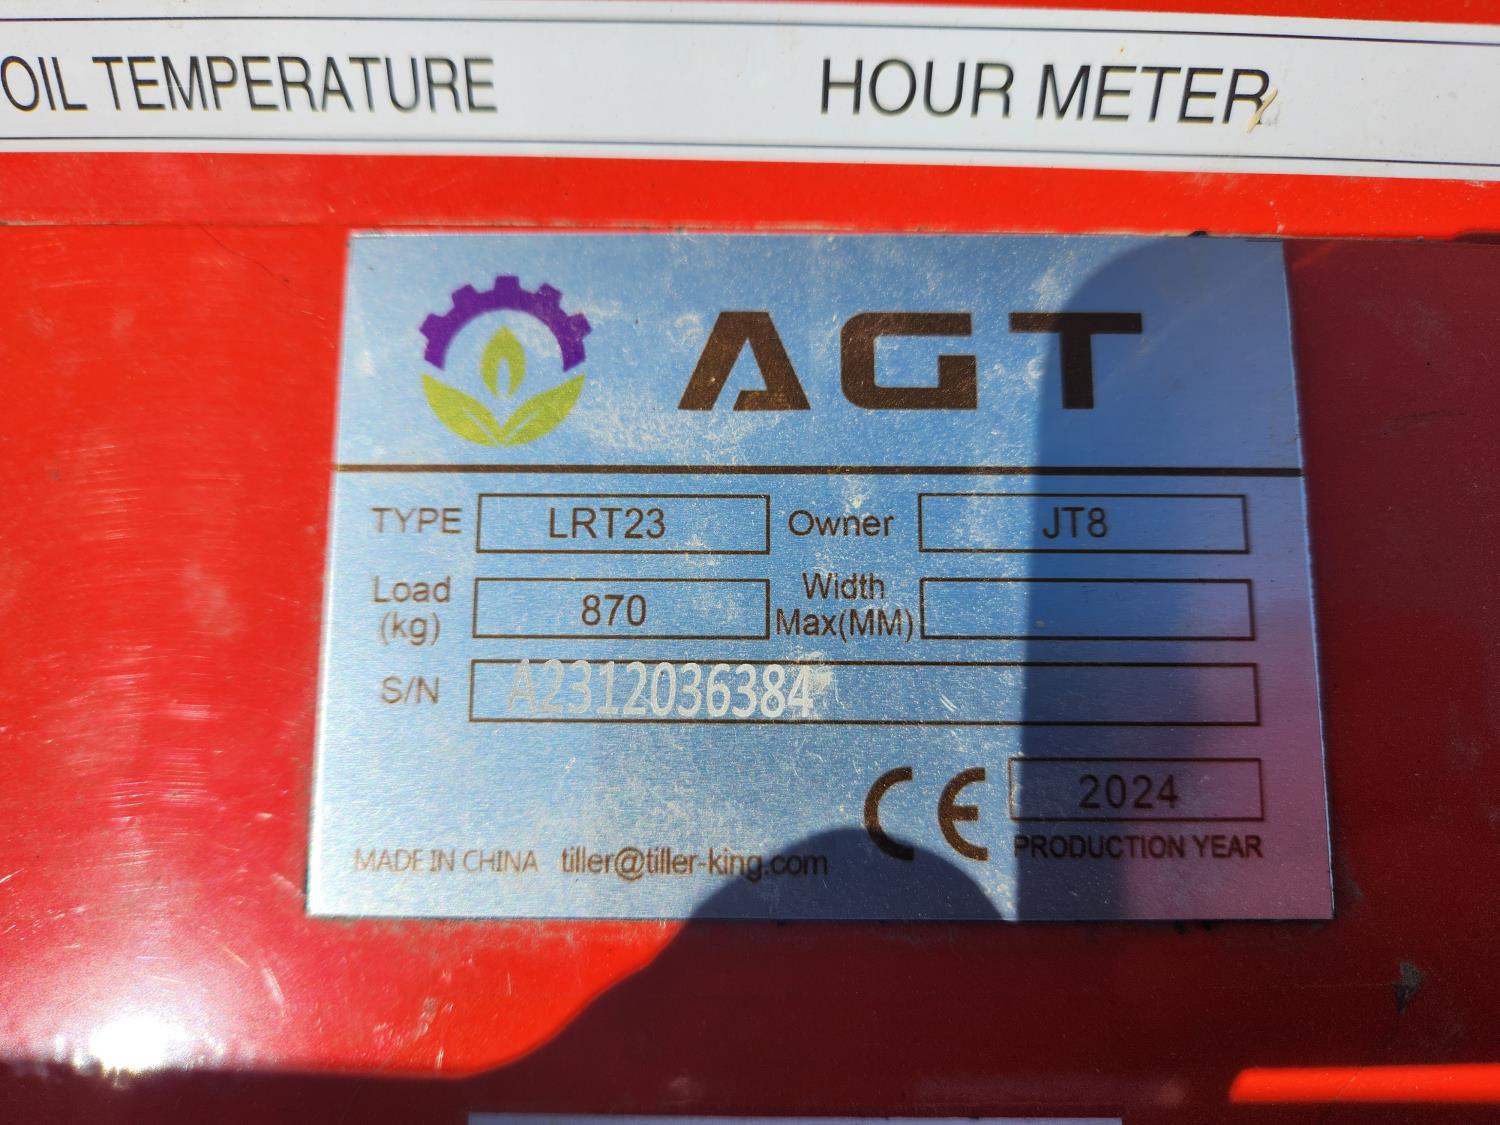 OIL TEMPERATURE HOUR METER
AGT
TYPE LRT23 Owner JT8
Load (kg) 870 Width Max(MM)
S/N A2312036384
CE 2024
PRODUCTION YEAR
MADE IN CHINA tiller@tiller-king.com